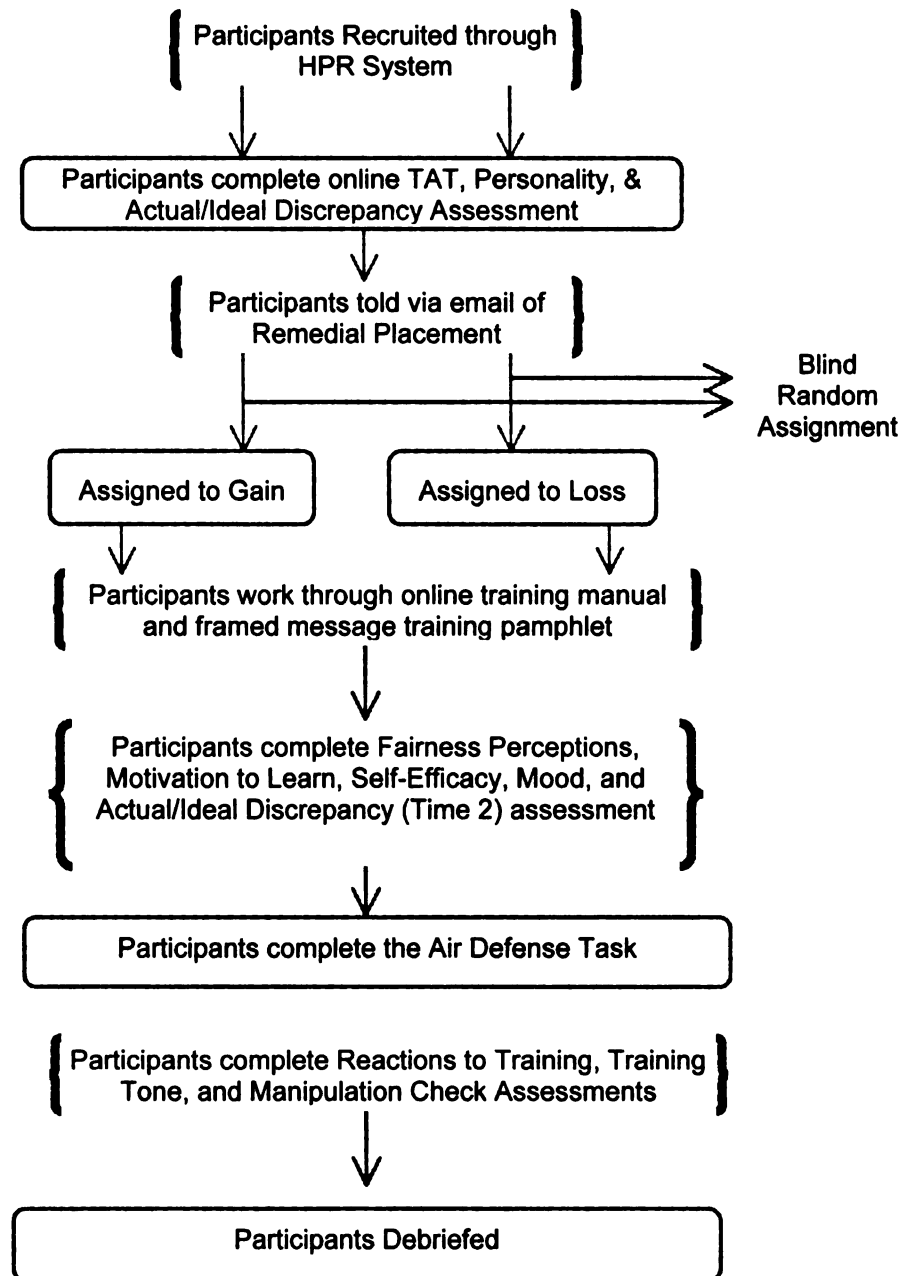 Participants Recruited through
HPR System
Participants complete online TAT, Personality, &
Actual/Ideal Discrepancy Assessment
Participants told via email of
Remedial Placement
Blind
Random
Assignment
Assigned to Gain
Assigned to Loss
Participants work through online training manual
and framed message training pamphlet
Participants complete Fairness Perceptions,
Motivation to Learn, Self-Efficacy, Mood, and
Actual/Ideal Discrepancy (Time 2) assessment
Participants complete the Air Defense Task
Participants complete Reactions to Training, Training
Tone, and Manipulation Check Assessments
Participants Debriefed